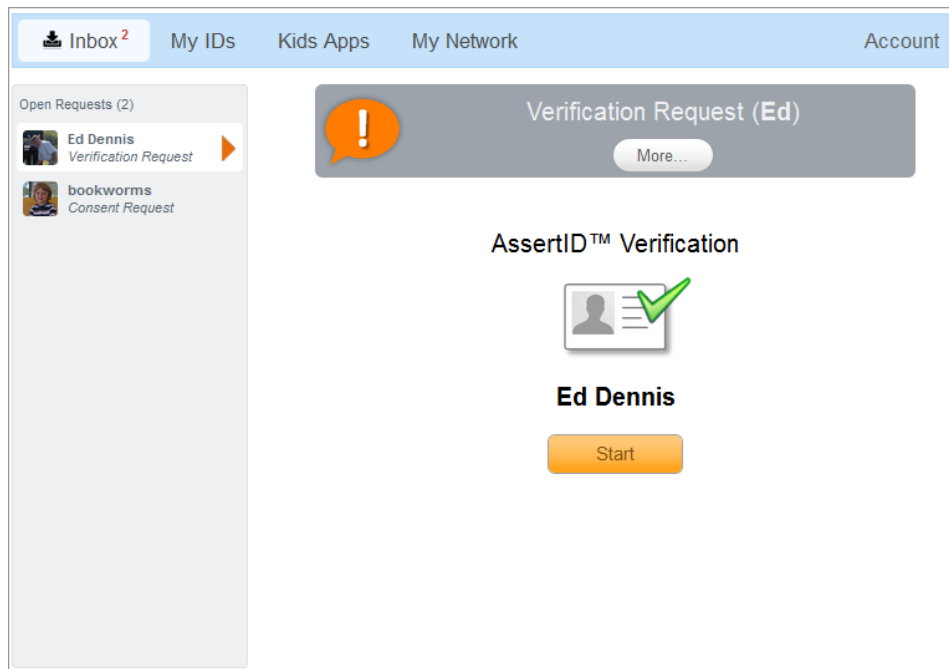 Inbox 2 My IDs Kids Apps My Network Account
Open Requests (2)
Ed Dennis
Verification Request
bookworms
Consent Request
Verification Request (Ed)
More...
AssertID™ Verification
Ed Dennis
Start